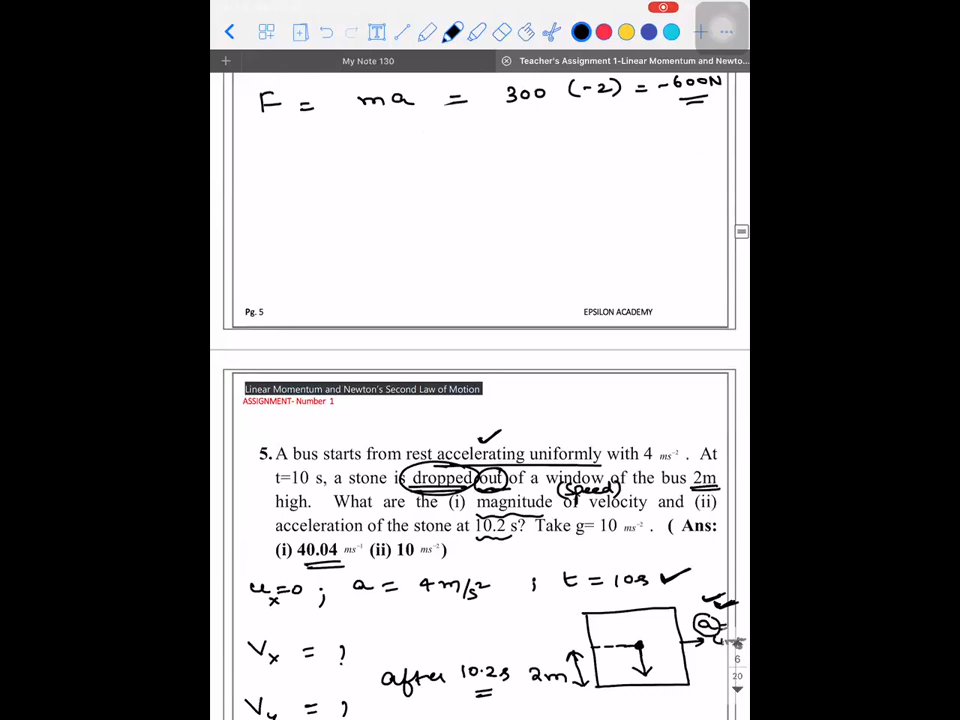 My Note 130
Teacher's Assignment 1-Linear Momentum and Newto...
F = ma = 300 (-2) = -600N
Pg. 5
EPSILON ACADEMY
Linear Momentum and Newton's Second Law of Motion
ASSIGNMENT- Number 1
5. A bus starts from rest accelerating uniformly with 4 ms⁻². At
t=10 s, a stone is dropped out of a window of the bus 2m
(speed)
high. What are the (i) magnitude of velocity and (ii)
acceleration of the stone at 10.2 s? Take g= 10 ms⁻². ( Ans:
(i) 40.04 ms⁻¹ (ii) 10 ms⁻²)
uₓ=0 ; a = 4m/s² ; t = 10s
a=
Vₓ = ?
after 10.2s 2m
6
20
Vy = ?